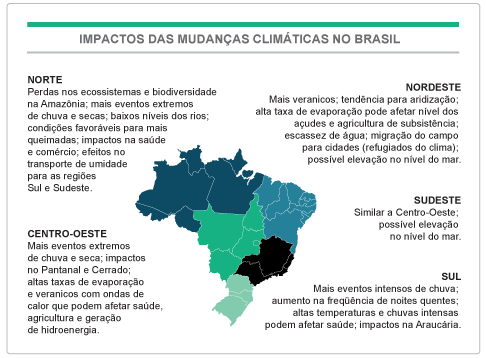 IMPACTOS DAS MUDANÇAS CLIMÁTICAS NO BRASIL
NORTE
Perdas nos ecossistemas e biodiversidade
na Amazônia; mais eventos extremos
de chuva e secas; baixos níveis dos rios;
condições favoráveis para mais
queimadas; impactos na saúde
e comércio; efeitos no
transporte de umidade
para as regiões
Sul e Sudeste.
NORDESTE
Mais veranicos; tendência para aridização;
alta taxa de evaporação pode afetar nível dos
açudes e agricultura de subsistência;
escassez de água; migração do campo
para cidades (refugiados do clima);
possível elevação no nível do mar.
SUDESTE
Similar a Centro-Oeste;
possível elevação
no nível do mar.
CENTRO-OESTE
Mais eventos extremos
de chuva e seca; impactos
no Pantanal e Cerrado;
altas taxas de evaporação
e veranicos com ondas de
calor que podem afetar saúde,
agricultura e geração
de hidroenergia.
SUL
Mais eventos intensos de chuva;
aumento na freqüência de noites quentes;
altas temperaturas e chuvas intensas
podem afetar saúde; impactos na Araucária.